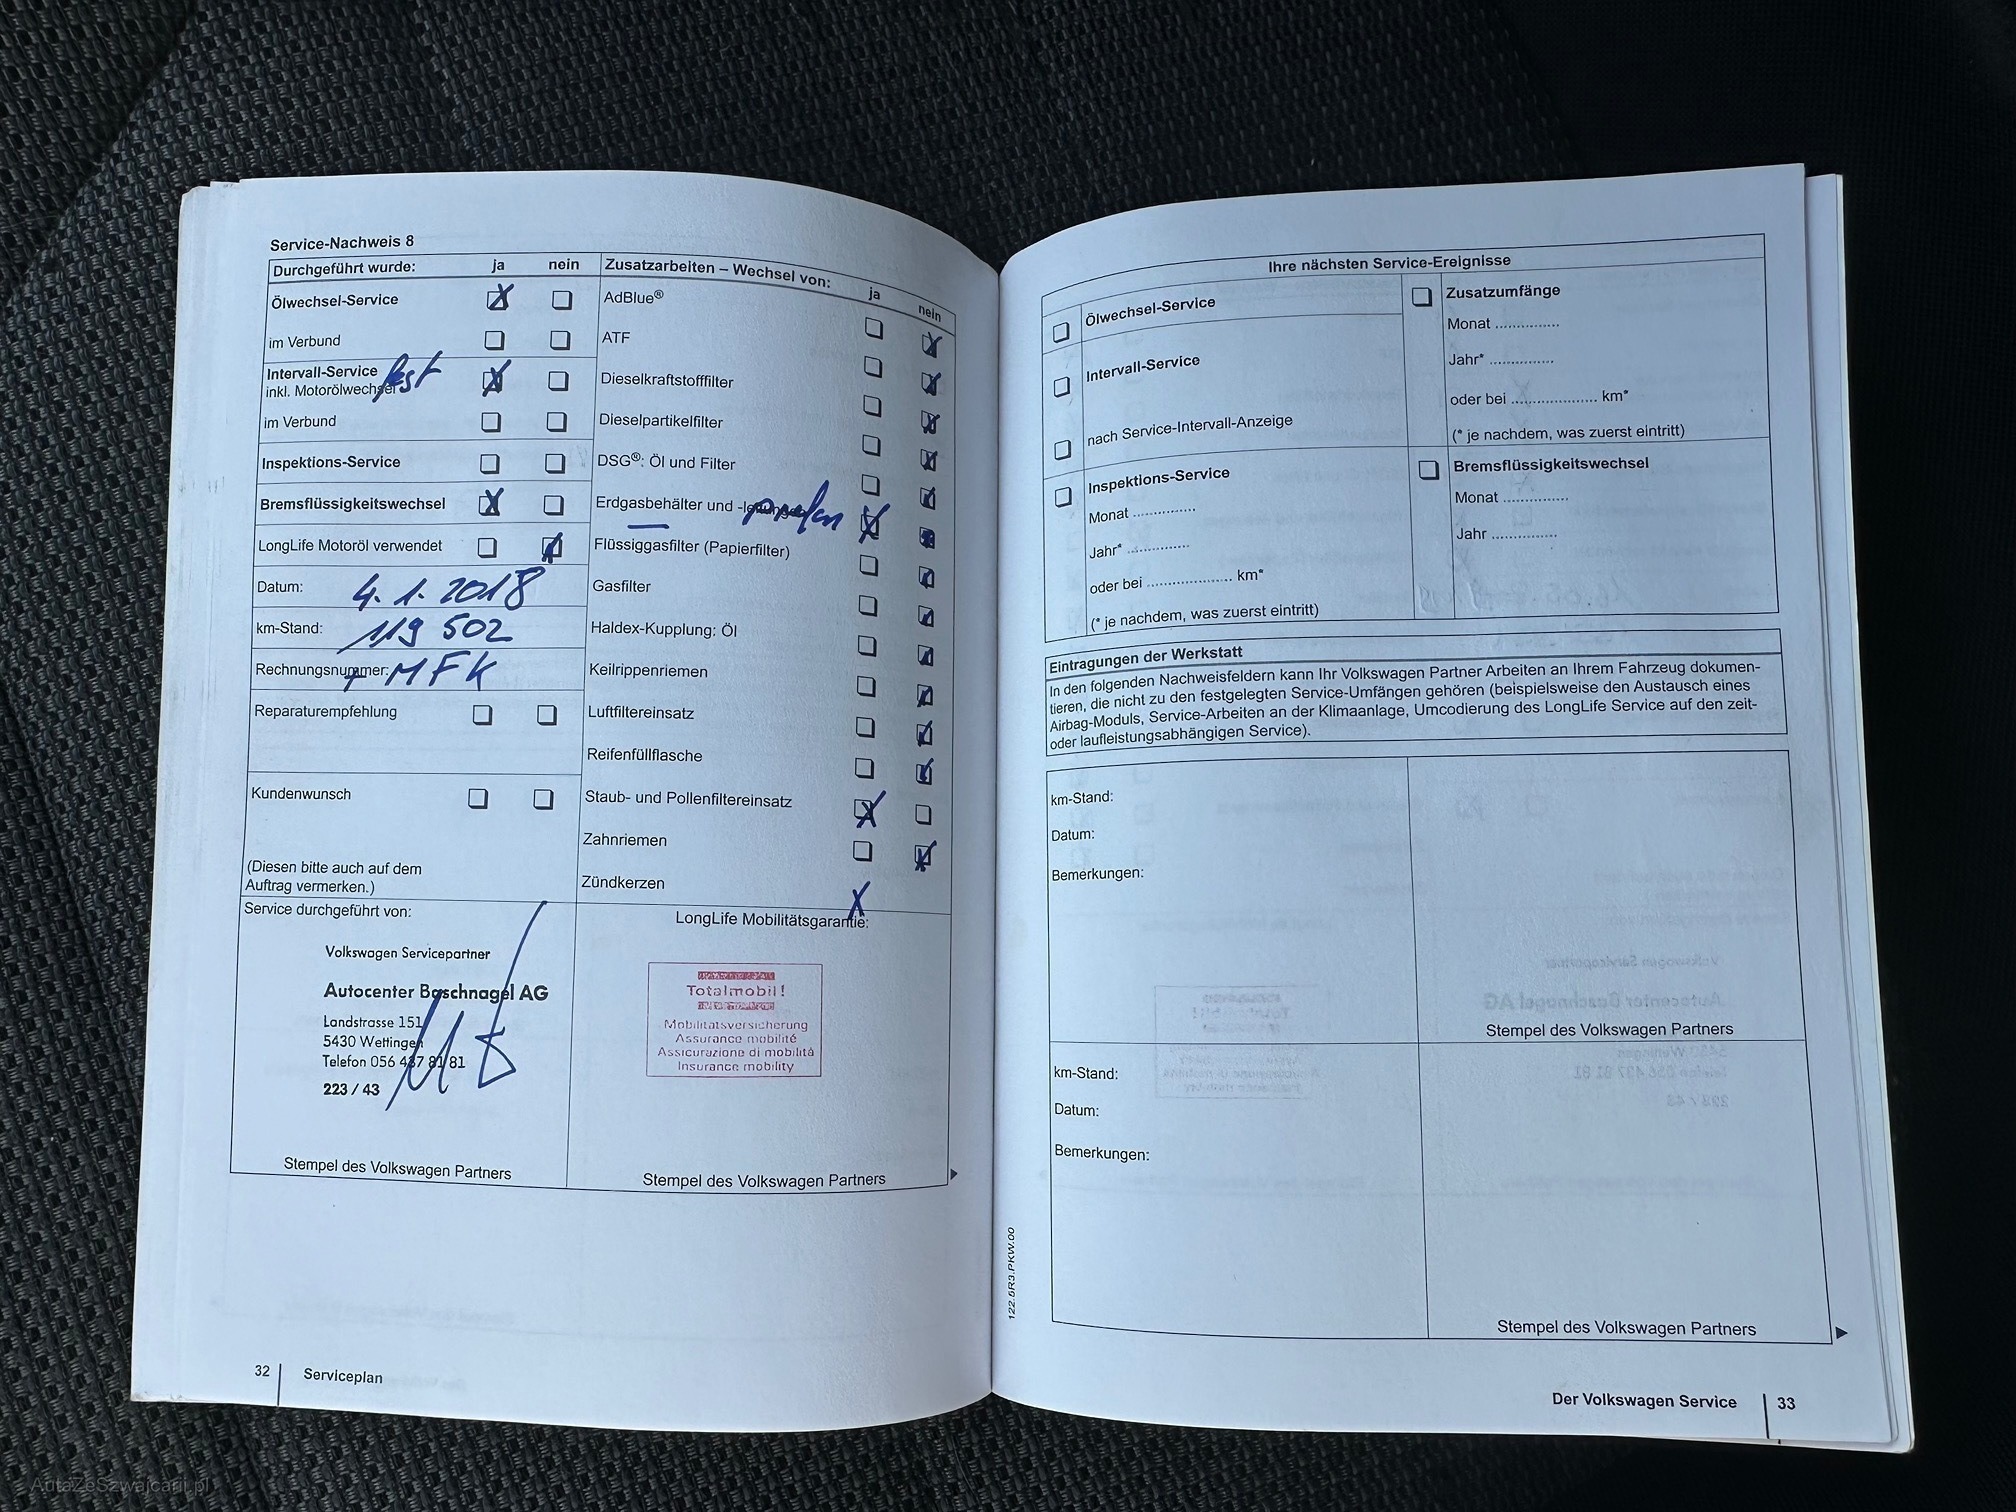 Service-Nachweis 8
Durchgeführt wurde: ja nein
Ölwechsel-Service
im Verbund
Intervall-Service
inkl. Motorölwechsel fest
im Verbund
Inspektions-Service
Bremsflüssigkeitswechsel
LongLife Motoröl verwendet
Datum: 4.1.2018
km-Stand: 119 502
Rechnungsnummer: + MFK
Reparaturempfehlung
Kundenwunsch
(Diesen bitte auch auf dem
Auftrag vermerken.)
Zusatzarbeiten – Wechsel von: ja nein
AdBlue®
ATF
Dieselkraftstofffilter
Dieselpartikelfilter
DSG®: Öl und Filter
Erdgasbehälter und
Flüssiggasfilter (Papierfilter)
Gasfilter
Haldex-Kupplung: Öl
Keilrippenriemen
Luftfiltereinsatz
Reifenfüllflasche
Staub- und Pollenfiltereinsatz
Zahnriemen
Zündkerzen
Service durchgeführt von:
Volkswagen Servicepartner
Autocenter Baschnagel AG
Landstrasse 151
5430 Wettingen
Telefon 056 437 81 81
223 / 43
Stempel des Volkswagen Partners
LongLife Mobilitätsgarantie:
Totalmobil!
Mobilitätsversicherung
Assurance mobilité
Assicurazione di mobilità
Insurance mobility
Stempel des Volkswagen Partners
32 Serviceplan
Ihre nächsten Service-Ereignisse
Ölwechsel-Service
Intervall-Service
nach Service-Intervall-Anzeige
Inspektions-Service
Monat ...............
Jahr* ...............
oder bei .................... km*
(* je nachdem, was zuerst eintritt)
Zusatzumfänge
Monat ...............
Jahr* ...............
oder bei .................... km*
(* je nachdem, was zuerst eintritt)
Bremsflüssigkeitswechsel
Monat ...............
Jahr ...............
Eintragungen der Werkstatt
In den folgenden Nachweisfeldern kann Ihr Volkswagen Partner Arbeiten an Ihrem Fahrzeug dokumen-
tieren, die nicht zu den festgelegten Service-Umfängen gehören (beispielsweise den Austausch eines
Airbag-Moduls, Service-Arbeiten an der Klimaanlage, Umcodierung des LongLife Service auf den zeit-
oder laufleistungsabhängigen Service).
km-Stand:
Datum:
Bemerkungen:
Stempel des Volkswagen Partners
km-Stand:
Datum:
Bemerkungen:
Stempel des Volkswagen Partners
122.5R3.PKW.00
Der Volkswagen Service 33
AutaZeSzwajcarii.pl